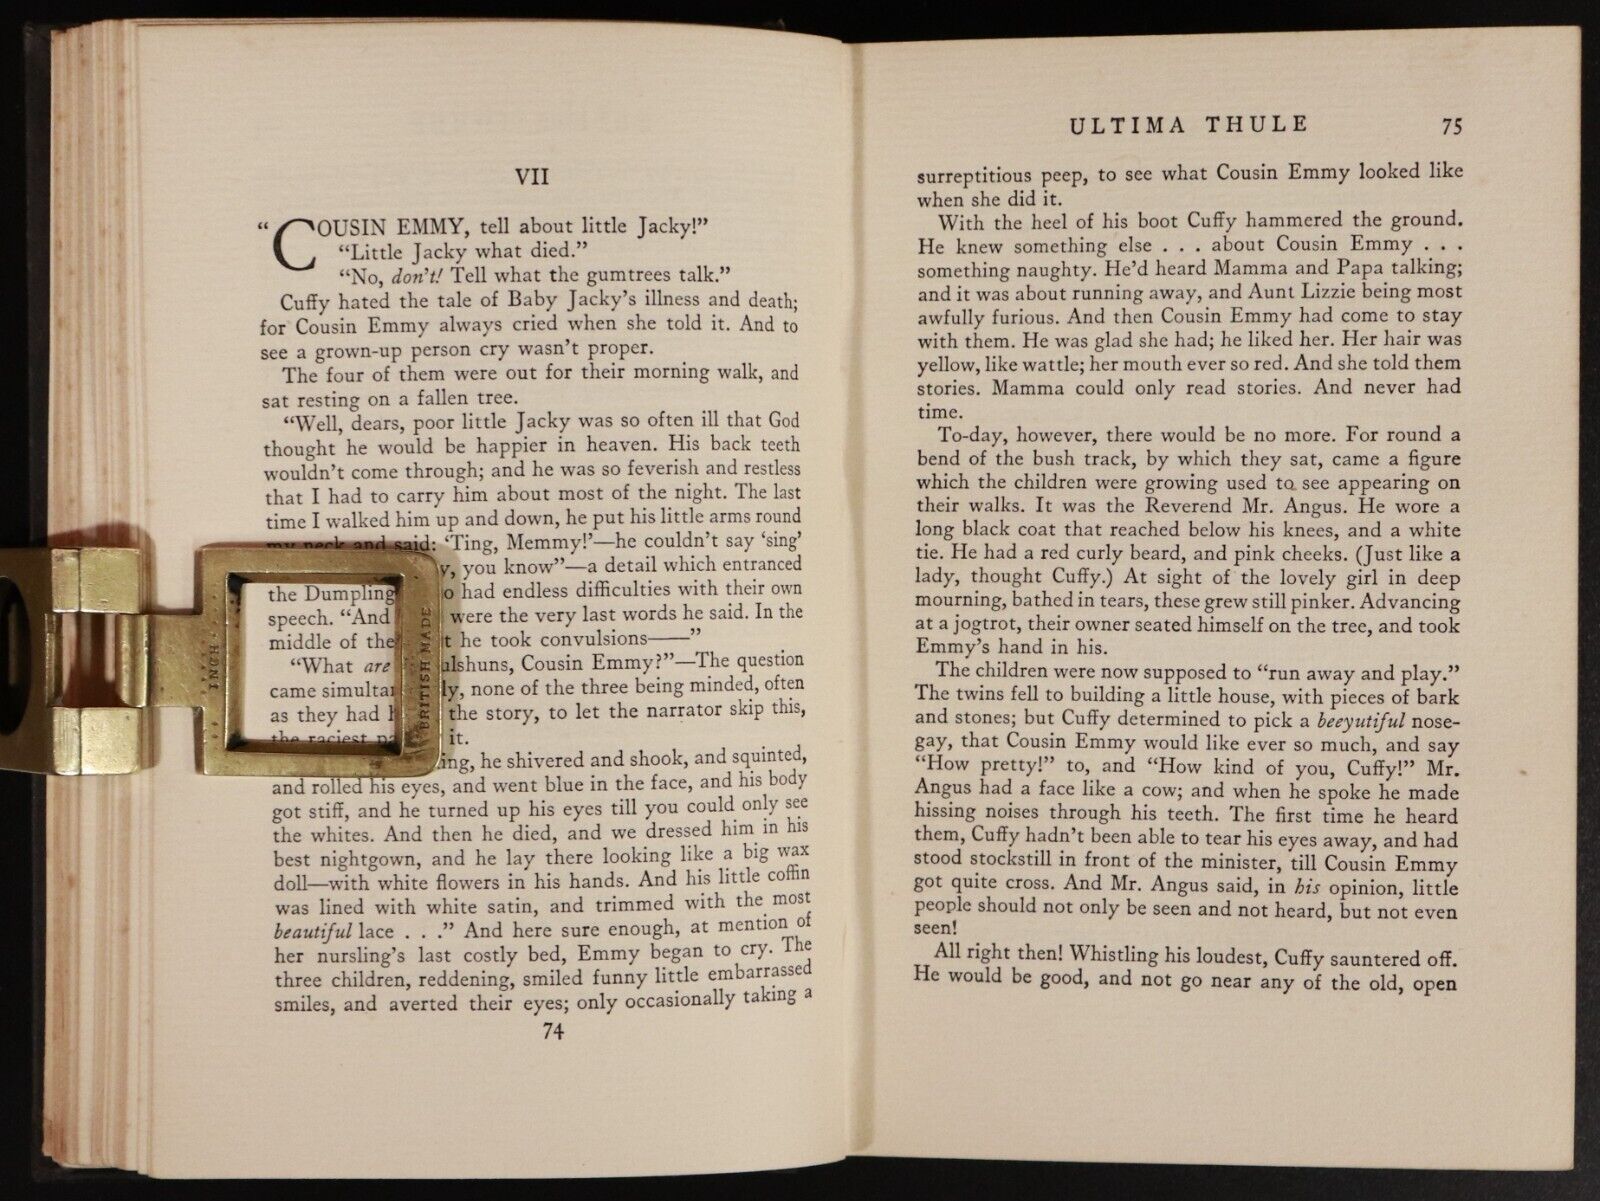 VII
“COUSIN EMMY, tell about little Jacky!”
“Little Jacky what died.”
“No, don’t! Tell what the gumtrees talk.”
Cuffy hated the tale of Baby Jacky’s illness and death;
for Cousin Emmy always cried when she told it. And to
see a grown-up person cry wasn’t proper.
The four of them were out for their morning walk, and
sat resting on a fallen tree.
“Well, dears, poor little Jacky was so often ill that God
thought he would be happier in heaven. His back teeth
wouldn’t come through; and he was so feverish and restless
that I had to carry him about most of the night. The last
time I walked him up and down, he put his little arms round
my neck and said: ‘Ting, Memmy!’—he couldn’t say ‘sing’
you know”—a detail which entranced
the Dumpling had endless difficulties with their own
speech. “And were the very last words he said. In the
middle of the he took convulsions——”
“What are Cousin Emmy?”—The question
came none of the three being minded, often
as they had the story, to let the narrator skip this,
the raciest it.
he shivered and shook, and squinted,
and rolled his eyes, and went blue in the face, and his body
got stiff, and he turned up his eyes till you could only see
the whites. And then he died, and we dressed him in his
best nightgown, and he lay there looking like a big wax
doll—with white flowers in his hands. And his little coffin
was lined with white satin, and trimmed with the most
beautiful lace . . .” And here sure enough, at mention of
her nursling’s last costly bed, Emmy began to cry. The
three children, reddening, smiled funny little embarrassed
smiles, and averted their eyes; only occasionally taking a
74
INCH
BRITISH MADE
ULTIMA THULE 75
surreptitious peep, to see what Cousin Emmy looked like
when she did it.
With the heel of his boot Cuffy hammered the ground.
He knew something else . . . about Cousin Emmy . . .
something naughty. He’d heard Mamma and Papa talking;
and it was about running away, and Aunt Lizzie being most
awfully furious. And then Cousin Emmy had come to stay
with them. He was glad she had; he liked her. Her hair was
yellow, like wattle; her mouth ever so red. And she told them
stories. Mamma could only read stories. And never had
time.
To-day, however, there would be no more. For round a
bend of the bush track, by which they sat, came a figure
which the children were growing used to see appearing on
their walks. It was the Reverend Mr. Angus. He wore a
long black coat that reached below his knees, and a white
tie. He had a red curly beard, and pink cheeks. (Just like a
lady, thought Cuffy.) At sight of the lovely girl in deep
mourning, bathed in tears, these grew still pinker. Advancing
at a jogtrot, their owner seated himself on the tree, and took
Emmy’s hand in his.
The children were now supposed to “run away and play.”
The twins fell to building a little house, with pieces of bark
and stones; but Cuffy determined to pick a beeyutiful nose-
gay, that Cousin Emmy would like ever so much, and say
“How pretty!” to, and “How kind of you, Cuffy!” Mr.
Angus had a face like a cow; and when he spoke he made
hissing noises through his teeth. The first time he heard
them, Cuffy hadn’t been able to tear his eyes away, and had
stood stockstill in front of the minister, till Cousin Emmy
got quite cross. And Mr. Angus said, in his opinion, little
people should not only be seen and not heard, but not even
seen!
All right then! Whistling his loudest, Cuffy sauntered off.
He would be good, and not go near any of the old, open